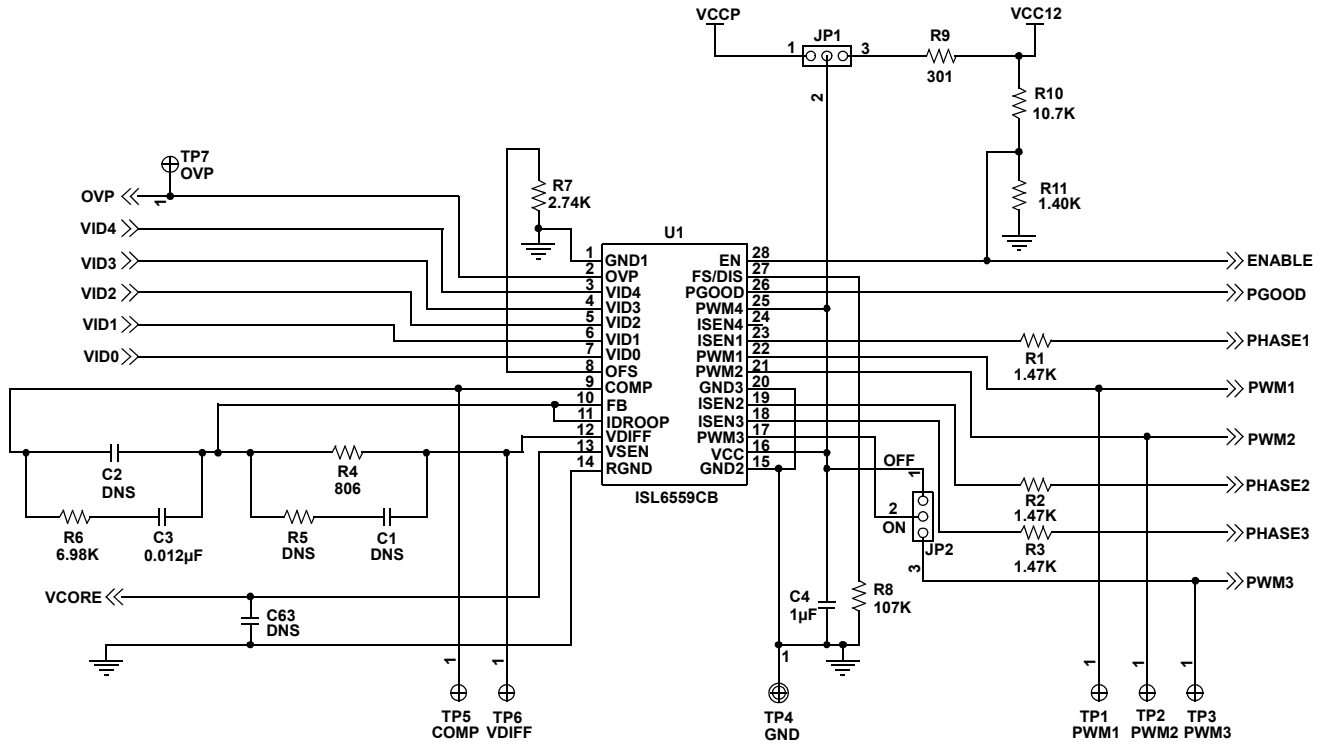 VCCP
VCC12
JP1
1
3
2
R9
301
R10
10.7K
R11
1.40K
TP7
OVP
1
R7
2.74K
OVP
VID4
VID3
VID2
VID1
VID0
U1
1 GND1
2 OVP
3 VID4
4 VID3
5 VID2
6 VID1
7 VID0
8 OFS
9 COMP
10 FB
11 IDROOP
12 VDIFF
13 VSEN
14 RGND
EN 28
FS/DIS 27
PGOOD 26
PWM4 25
ISEN4 24
ISEN1 23
PWM1 22
PWM2 21
GND3 20
ISEN2 19
ISEN3 18
PWM3 17
VCC 16
GND2 15
ISL6559CB
ENABLE
PGOOD
PHASE1
PWM1
PWM2
PHASE2
PHASE3
PWM3
R1
1.47K
R2
1.47K
R3
1.47K
OFF
1
2
ON
JP2
3
C2
DNS
R4
806
R6
6.98K
C3
0.012µF
R5
DNS
C1
DNS
VCORE
C63
DNS
C4
1µF
R8
107K
1
TP5
COMP
1
TP6
VDIFF
1
TP4
GND
1
TP1
PWM1
1
TP2
PWM2
1
TP3
PWM3